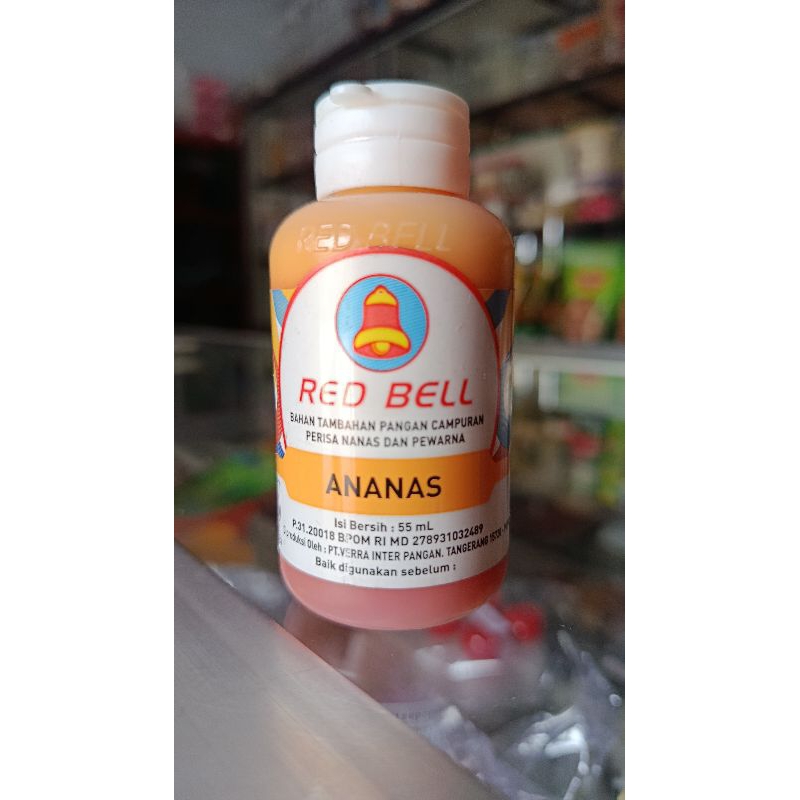 RED BELL
RED BELL
BAHAN TAMBAHAN PANGAN CAMPURAN
PERISA NANAS DAN PEWARNA
ANANAS
Isi Bersih : 55 mL
P.31.20018 BPOM RI MD 278931032489
Oleh : PT.VERRA INTER PANGAN. TANGERANG
Baik digunakan sebelum :